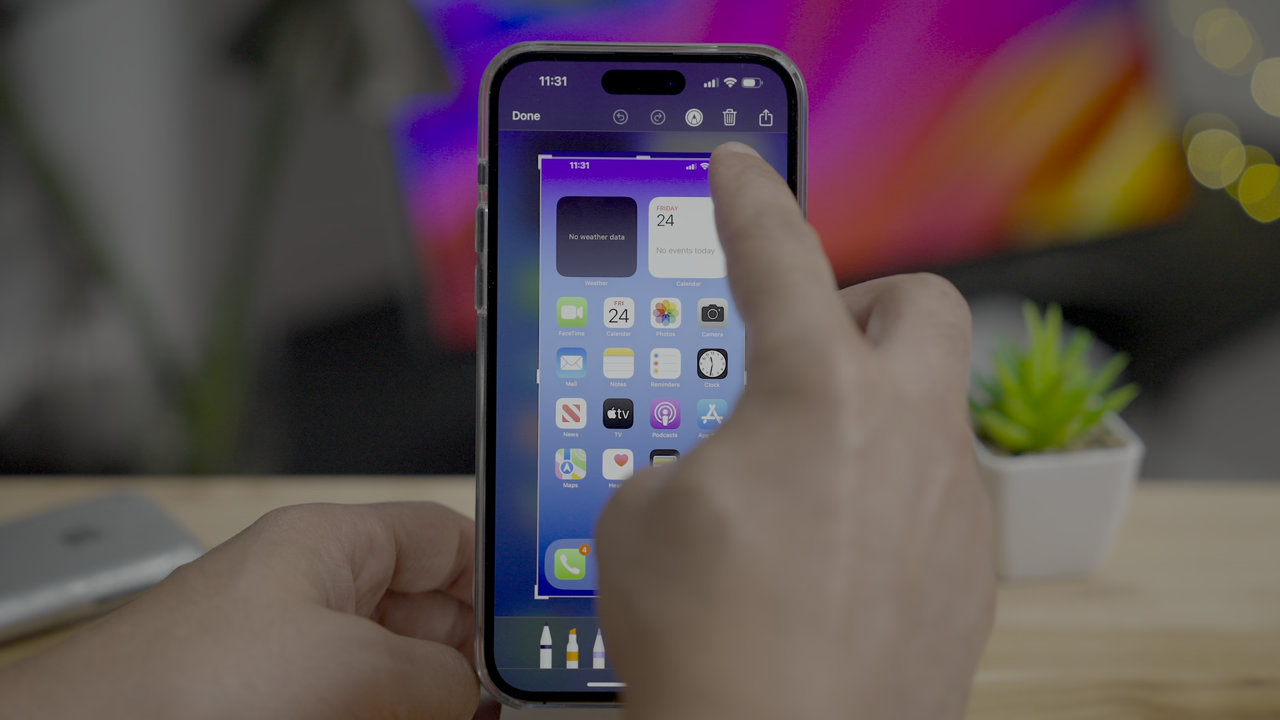 11:31
Done
11:31
No weather data
FRIDAY
24
No events today
Weather
Calendar
FRI
24
FaceTime
Calendar
Photos
Camera
Mail
Notes
Reminders
Clock
tv
News
TV
Podcasts
App
Maps
4